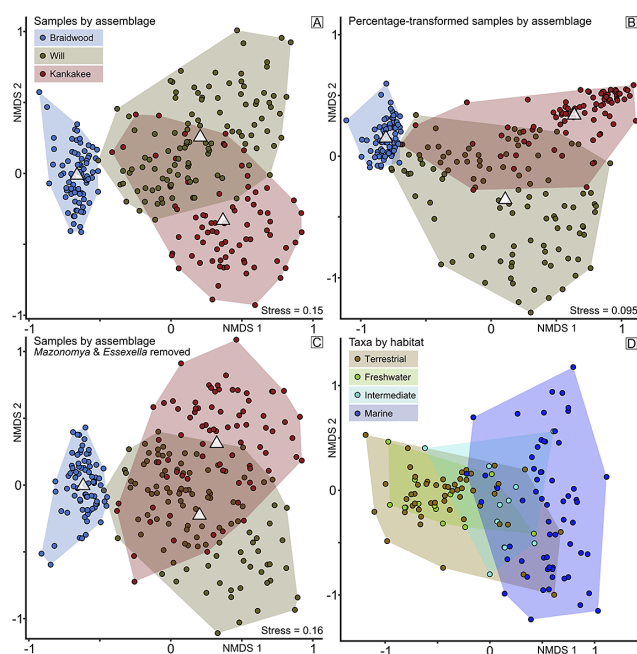 Samples by assemblage
A
Braidwood
Will
Kankakee
NMDS 2
1
0
-1
-1
0
1
NMDS 1
Stress = 0.15
Percentage-transformed samples by assemblage
B
NMDS 2
1
0
-1
-1
0
1
NMDS 1
Stress = 0.095
Samples by assemblage
Mazonomya & Essexella removed
C
NMDS 2
1
0
-1
-1
0
1
NMDS 1
Stress = 0.16
Taxa by habitat
D
Terrestrial
Freshwater
Intermediate
Marine
NMDS 2
1
0
-1
-1
0
1
NMDS 1